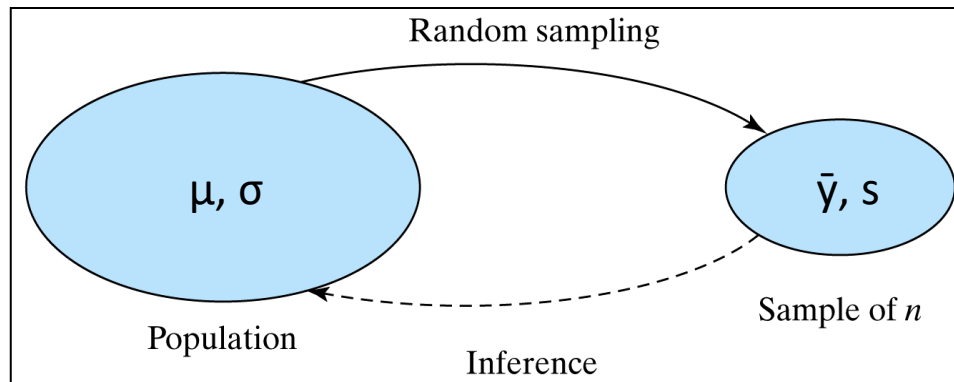 Random sampling
μ, σ
ȳ, s
Population
Sample of n
Inference